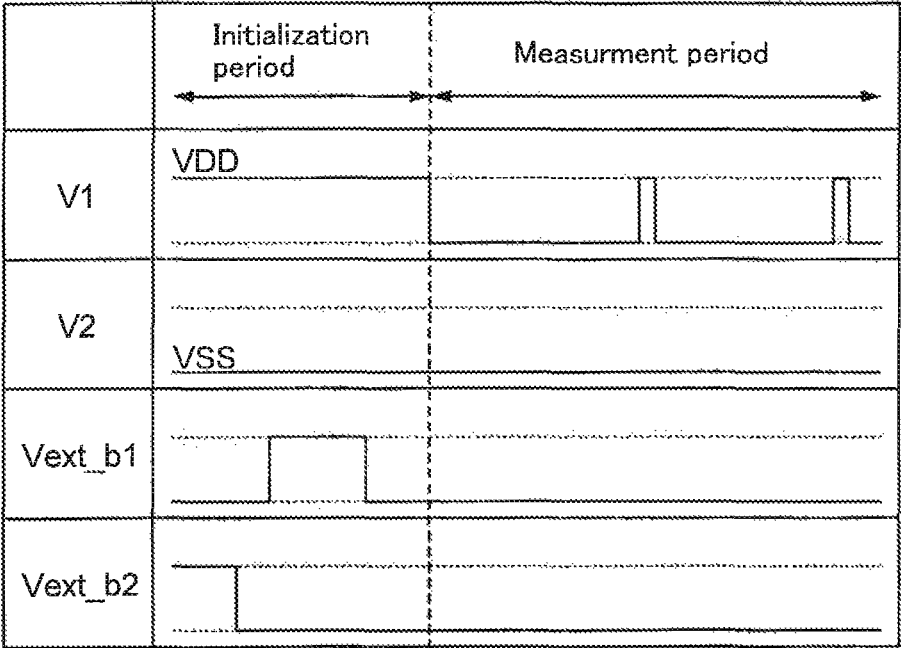 Initialization
period
Measurment period
V1
VDD
V2
VSS
Vext_b1
Vext_b2